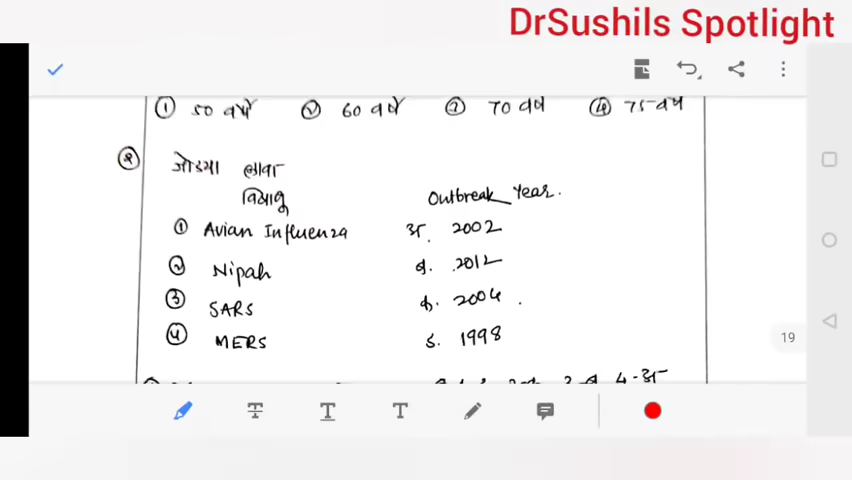 DrSushils Spotlight
① 50 वर्षे ② 60 वर्षे ③ 70 वर्षे ④ 75 वर्षे
जोड्या लावा
विषाणू Outbreak Year.
① Avian Influenza अ. 2002
② Nipah ब. 2012
③ SARS क. 2004
④ MERS ड. 1998
19